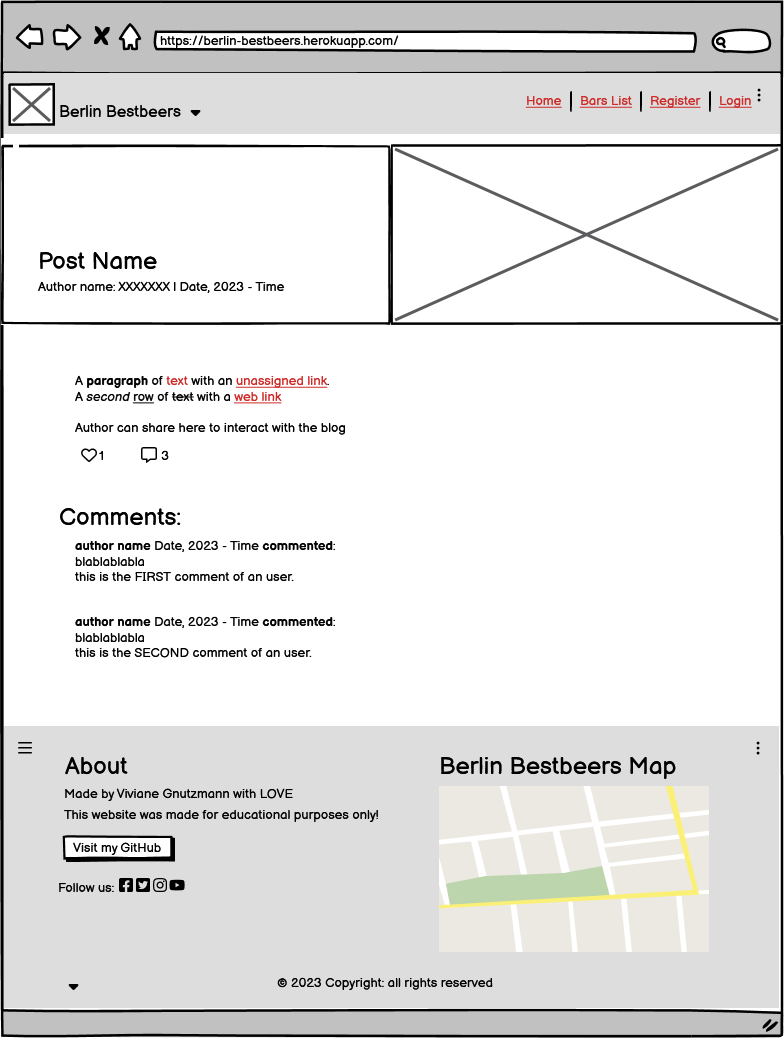 https://berlin-bestbeers.herokuapp.com/
Berlin Bestbeers
Home | Bars List | Register | Login
Post Name
Author name: XXXXXXX | Date, 2023 - Time
A paragraph of text with an unassigned link.
A second row of text with a web link
Author can share here to interact with the blog
1 3
Comments:
author name Date, 2023 - Time commented:
blablablabla
this is the FIRST comment of an user.
author name Date, 2023 - Time commented:
blablablabla
this is the SECOND comment of an user.
About
Made by Viviane Gnutzmann with LOVE
This website was made for educational purposes only!
Visit my GitHub
Follow us:
Berlin Bestbeers Map
© 2023 Copyright: all rights reserved